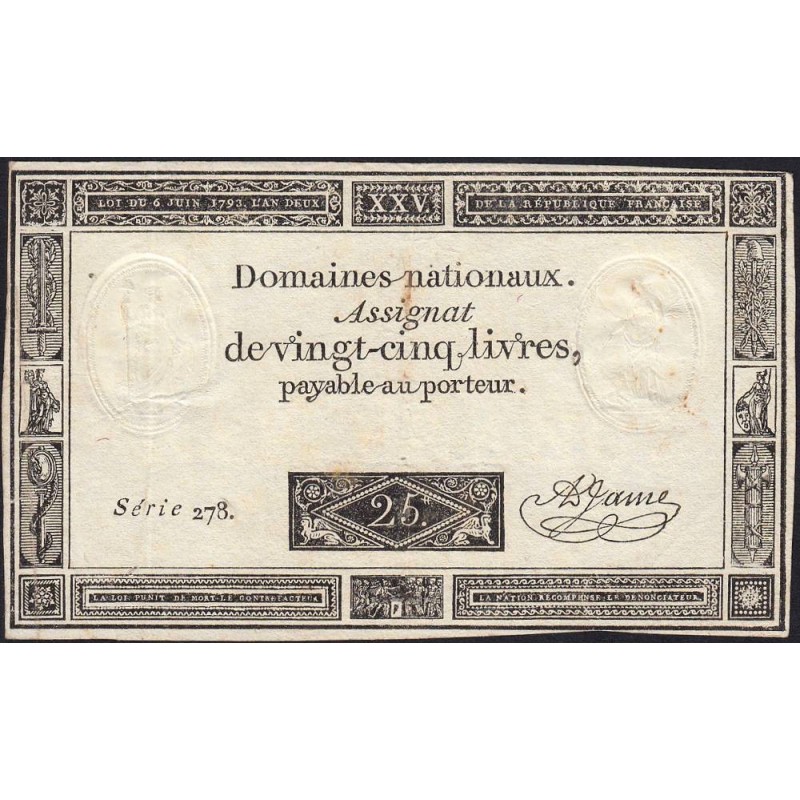 LOI DU 6 JUIN 1793. L'AN DEUX
XXV.
DE LA RÉPUBLIQUE FRANÇAISE
Domaines nationaux.
Assignat
de vingt-cinq livres,
payable au porteur.
Série 278.
25.
A Jame
LA LOI PUNIT DE MORT LE CONTREFACTEUR
LA NATION RÉCOMPENSE LE DÉNONCIATEUR